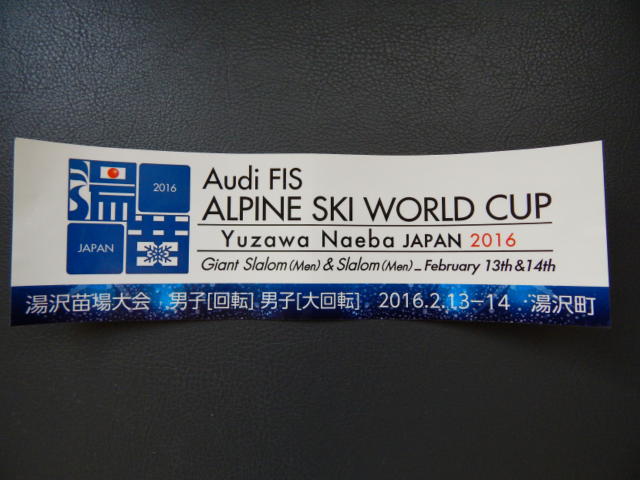 2016
JAPAN
Audi FIS
ALPINE SKI WORLD CUP
Yuzawa Naeba JAPAN 2016
Giant Slalom (Men) & Slalom (Men) – February 13th & 14th
湯沢苗場大会 男子[回転] 男子[大回転] 2016.2.13−14 湯沢町